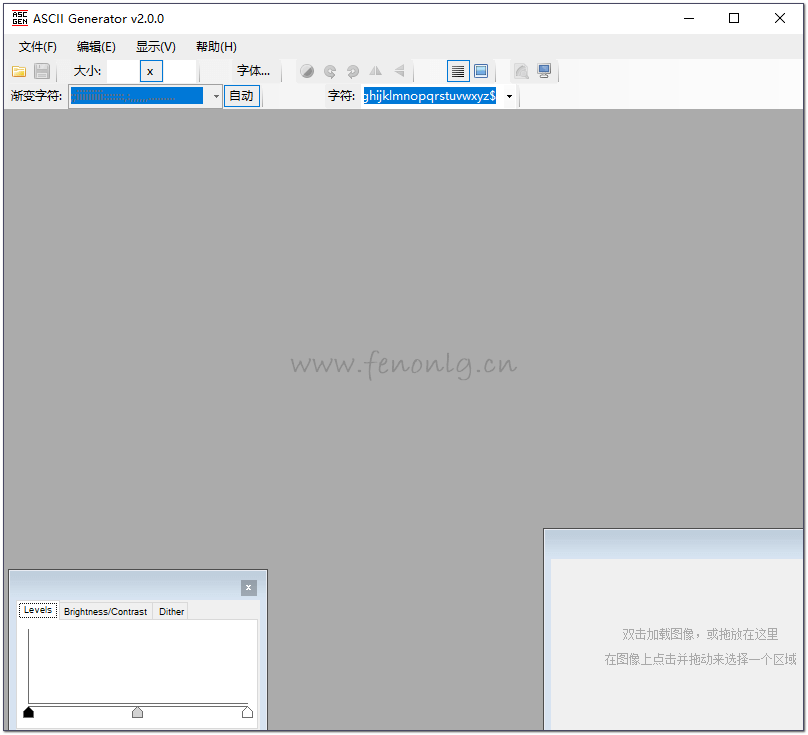 ASC
GEN
ASCII Generator v2.0.0
文件(F) 编辑(E) 显示(V) 帮助(H)
大小: x 字体...
渐变字符: 自动 字符: ghijklmnopqrstuvwxyz$
www.fenonlg.cn
x
Levels Brightness/Contrast Dither
双击加载图像，或拖放在这里
在图像上点击并拖动来选择一个区域